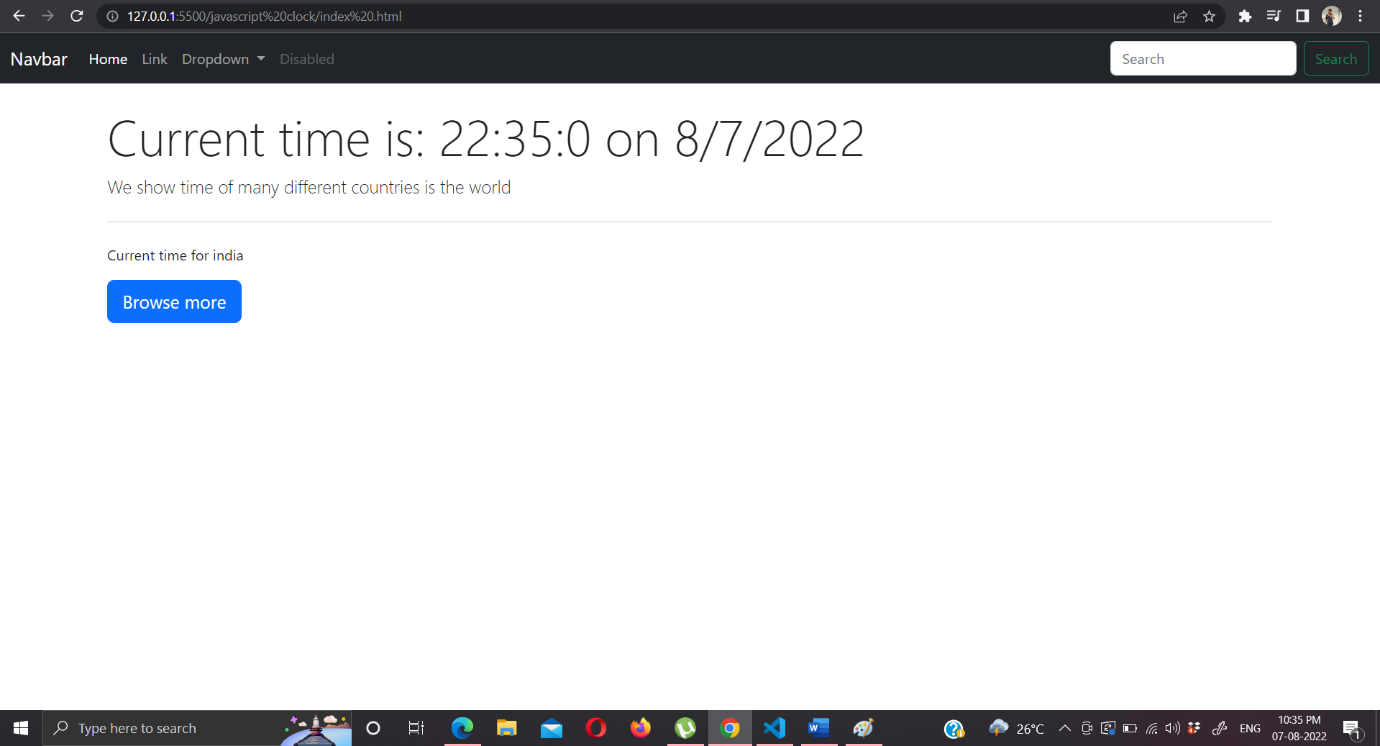 127.0.0.1:5500/javascript%20clock/index%20.html
Navbar Home Link Dropdown Disabled Search Search
Current time is: 22:35:0 on 8/7/2022
We show time of many different countries is the world
Current time for india
Browse more
Type here to search
26°C ENG 10:35 PM
07-08-2022
1